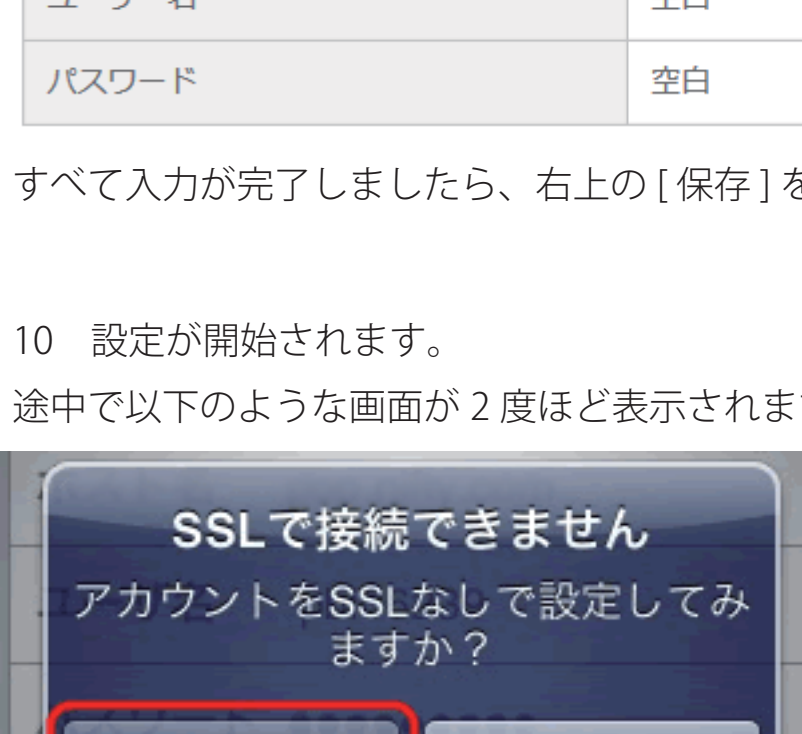 パスワード 空白
すべて入力が完了しましたら、右上の [ 保存 ] を
10　設定が開始されます。
途中で以下のような画面が 2 度ほど表示されま
SSLで接続できません
アカウントをSSLなしで設定してみ
ますか？